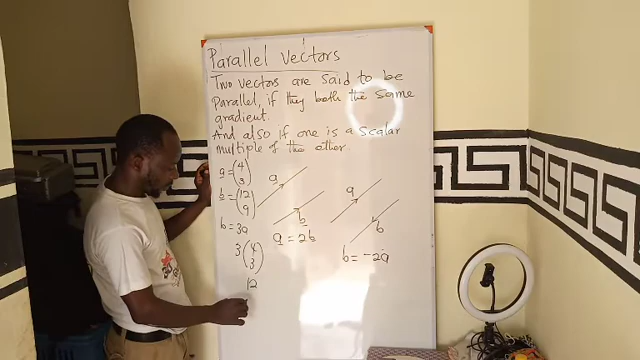 Parallel Vectors
Two vectors are said to be
Parallel, if they both the same
gradient.
And also if one is a scalar
multiple of the other.
a = (4
3)
b = (12
9)
b = 3a
3(4
3)
12
a
b
a = 2b
a
b
b = -2a